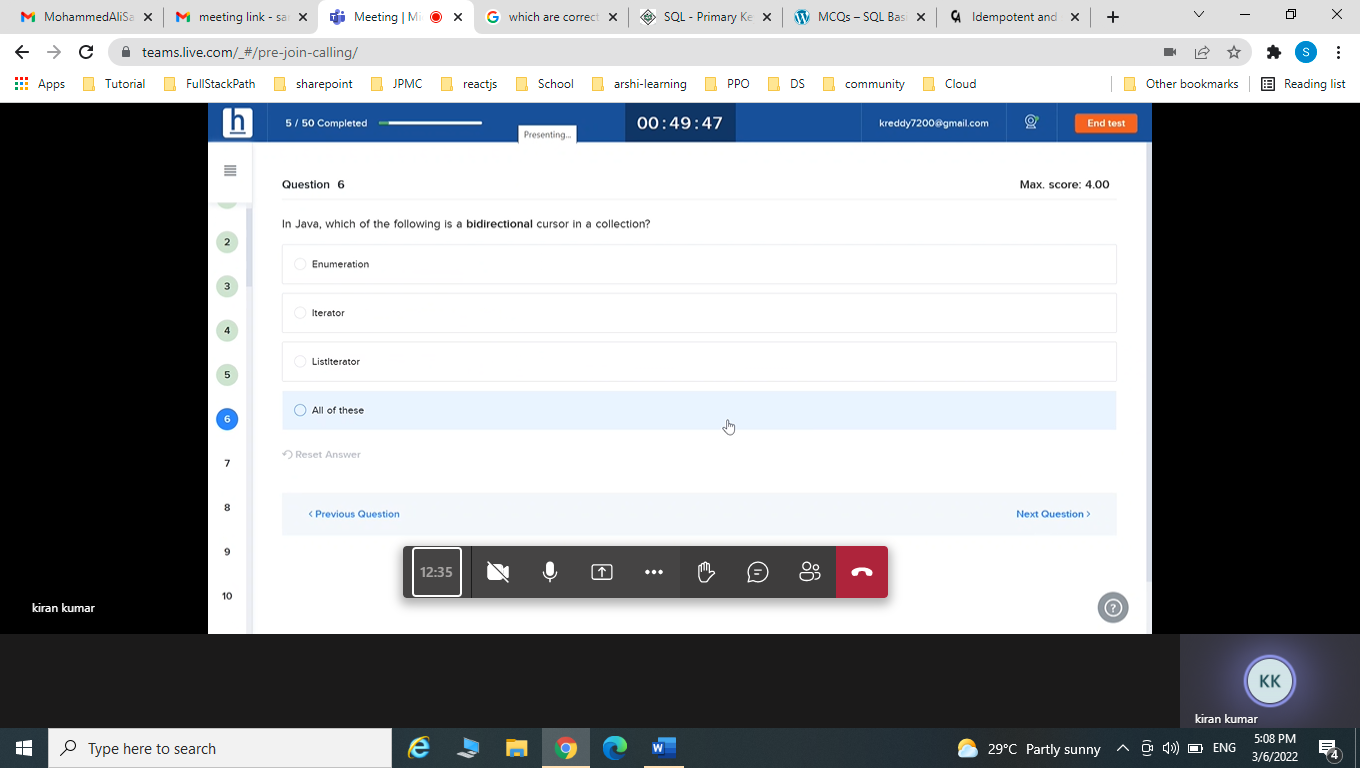 MohammedAliSa
meeting link - sa
Meeting | Mi
which are correct
SQL - Primary Ke
MCQs – SQL Bas
Idempotent and
teams.live.com/_#/pre-join-calling/
S
Apps
Tutorial
FullStackPath
sharepoint
JPMC
reactjs
School
arshi-learning
PPO
DS
community
Cloud
Other bookmarks
Reading list
h
5 / 50 Completed
Presenting...
00:49:47
kreddy7200@gmail.com
End test
Question 6
Max. score: 4.00
In Java, which of the following is a bidirectional cursor in a collection?
2
Enumeration
3
Iterator
4
ListIterator
5
All of these
6
Reset Answer
7
8
< Previous Question
Next Question >
9
12:35
10
?
kiran kumar
KK
kiran kumar
Type here to search
29°C Partly sunny
ENG
5:08 PM
3/6/2022
4